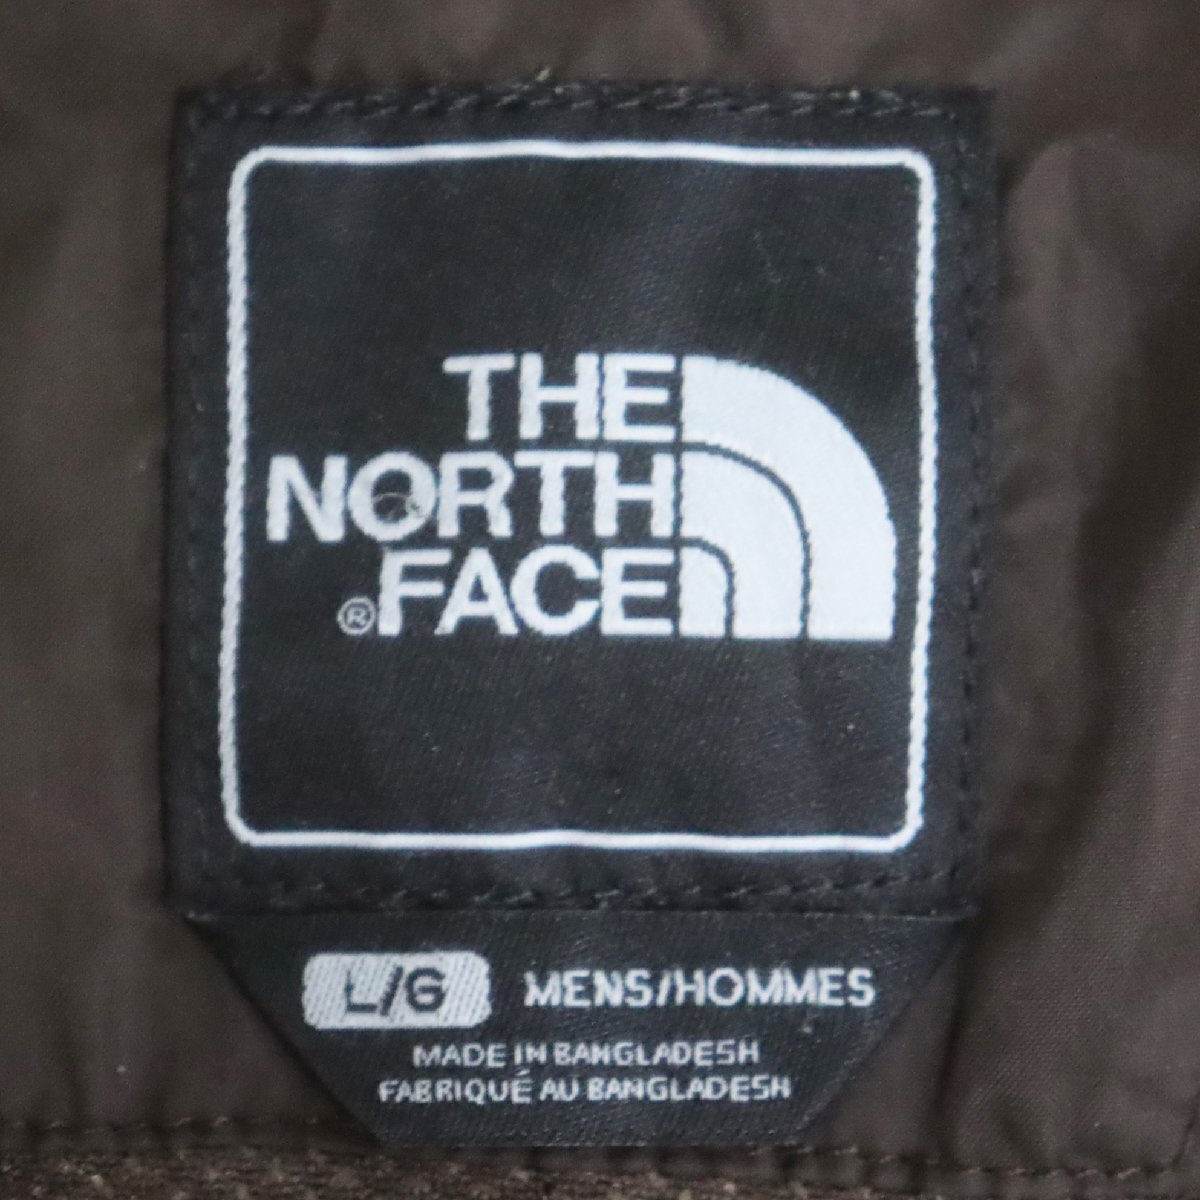 THE
NORTH
®FACE
L/G MENS/HOMMES
MADE IN BANGLADESH
FABRIQUÉ AU BANGLADESH